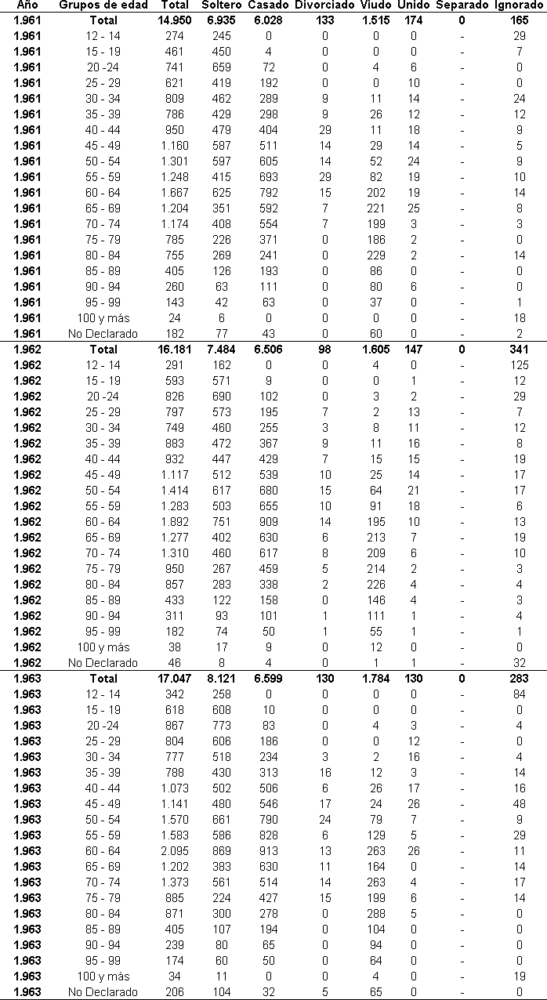 Año Grupos de edad Total Soltero Casado Divorciado Viudo Unido Separado Ignorado
1.961 Total 14.950 6.935 6.028 133 1.515 174 0 165
1.961 12 - 14 274 245 0 0 0 0 - 29
1.961 15 - 19 461 450 4 0 0 0 - 7
1.961 20 -24 741 659 72 0 4 6 - 0
1.961 25 - 29 621 419 192 0 0 10 - 0
1.961 30 - 34 809 462 289 9 11 14 - 24
1.961 35 - 39 786 429 298 9 26 12 - 12
1.961 40 - 44 950 479 404 29 11 18 - 9
1.961 45 - 49 1.160 587 511 14 29 14 - 5
1.961 50 - 54 1.301 597 605 14 52 24 - 9
1.961 55 - 59 1.248 415 693 29 82 19 - 10
1.961 60 - 64 1.667 625 792 15 202 19 - 14
1.961 65 - 69 1.204 351 592 7 221 25 - 8
1.961 70 - 74 1.174 408 554 7 199 3 - 3
1.961 75 - 79 785 226 371 0 186 2 - 0
1.961 80 - 84 755 269 241 0 229 2 - 14
1.961 85 - 89 405 126 193 0 86 0 - 0
1.961 90 - 94 260 63 111 0 80 6 - 0
1.961 95 - 99 143 42 63 0 37 0 - 1
1.961 100 y más 24 6 0 0 0 0 - 18
1.961 No Declarado 182 77 43 0 60 0 - 2
1.962 Total 16.181 7.484 6.506 98 1.605 147 0 341
1.962 12 - 14 291 162 0 0 4 0 - 125
1.962 15 - 19 593 571 9 0 0 1 - 12
1.962 20 -24 826 690 102 0 3 2 - 29
1.962 25 - 29 797 573 195 7 2 13 - 7
1.962 30 - 34 749 460 255 3 8 11 - 12
1.962 35 - 39 883 472 367 9 11 16 - 8
1.962 40 - 44 932 447 429 7 15 15 - 19
1.962 45 - 49 1.117 512 539 10 25 14 - 17
1.962 50 - 54 1.414 617 680 15 64 21 - 17
1.962 55 - 59 1.283 503 655 10 91 18 - 6
1.962 60 - 64 1.892 751 909 14 195 10 - 13
1.962 65 - 69 1.277 402 630 6 213 7 - 19
1.962 70 - 74 1.310 460 617 8 209 6 - 10
1.962 75 - 79 950 267 459 5 214 2 - 3
1.962 80 - 84 857 283 338 2 226 4 - 4
1.962 85 - 89 433 122 158 0 146 4 - 3
1.962 90 - 94 311 93 101 1 111 1 - 4
1.962 95 - 99 182 74 50 1 55 1 - 1
1.962 100 y más 38 17 9 0 12 0 - 0
1.962 No Declarado 46 8 4 0 1 1 - 32
1.963 Total 17.047 8.121 6.599 130 1.784 130 0 283
1.963 12 - 14 342 258 0 0 0 0 - 84
1.963 15 - 19 618 608 10 0 0 0 - 0
1.963 20 -24 867 773 83 0 4 3 - 4
1.963 25 - 29 804 606 186 0 0 12 - 0
1.963 30 - 34 777 518 234 3 2 16 - 4
1.963 35 - 39 788 430 313 16 12 3 - 14
1.963 40 - 44 1.073 502 506 6 26 17 - 16
1.963 45 - 49 1.141 480 546 17 24 26 - 48
1.963 50 - 54 1.570 661 790 24 79 7 - 9
1.963 55 - 59 1.583 586 828 6 129 5 - 29
1.963 60 - 64 2.095 869 913 13 263 26 - 11
1.963 65 - 69 1.202 383 630 11 164 0 - 14
1.963 70 - 74 1.373 561 514 14 263 4 - 17
1.963 75 - 79 885 224 427 15 199 6 - 14
1.963 80 - 84 871 300 278 0 288 5 - 0
1.963 85 - 89 405 107 194 0 104 0 - 0
1.963 90 - 94 239 80 65 0 94 0 - 0
1.963 95 - 99 174 60 50 0 64 0 - 0
1.963 100 y más 34 11 0 0 4 0 - 19
1.963 No Declarado 206 104 32 5 65 0 - 0